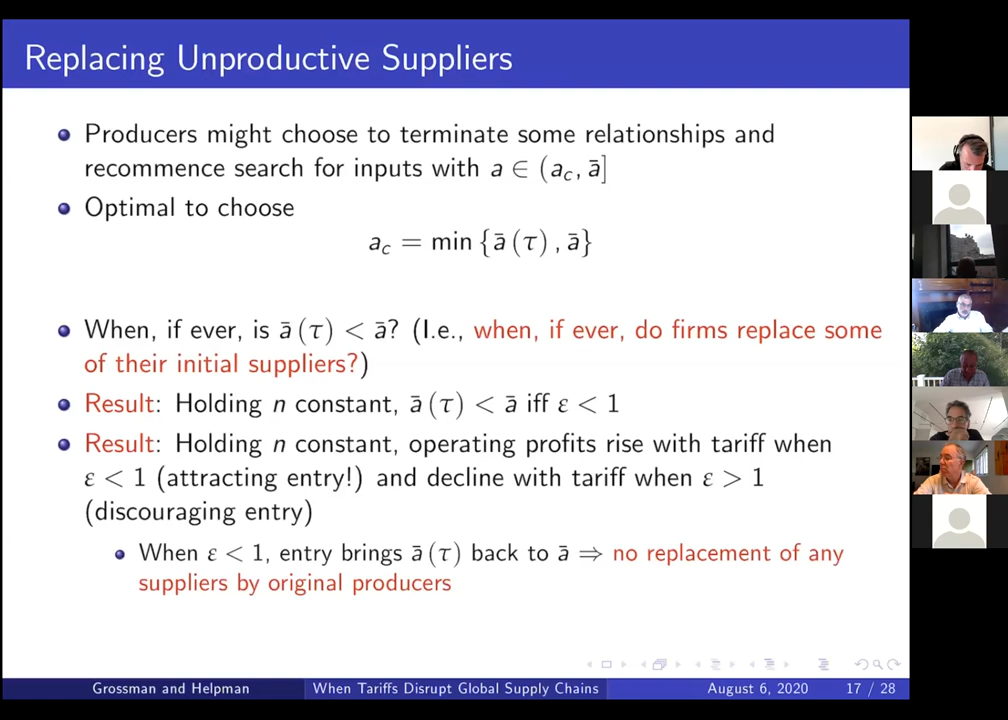 Replacing Unproductive Suppliers
Producers might choose to terminate some relationships and
recommence search for inputs with a ∈ (a_c, ā]
Optimal to choose
a_c = min {ā (τ) , ā}
When, if ever, is ā (τ) < ā? (I.e., when, if ever, do firms replace some
of their initial suppliers?)
Result: Holding n constant, ā (τ) < ā iff ε < 1
Result: Holding n constant, operating profits rise with tariff when
ε < 1 (attracting entry!) and decline with tariff when ε > 1
(discouraging entry)
When ε < 1, entry brings ā (τ) back to ā ⇒ no replacement of any
suppliers by original producers
Grossman and Helpman When Tariffs Disrupt Global Supply Chains August 6, 2020 17 / 28